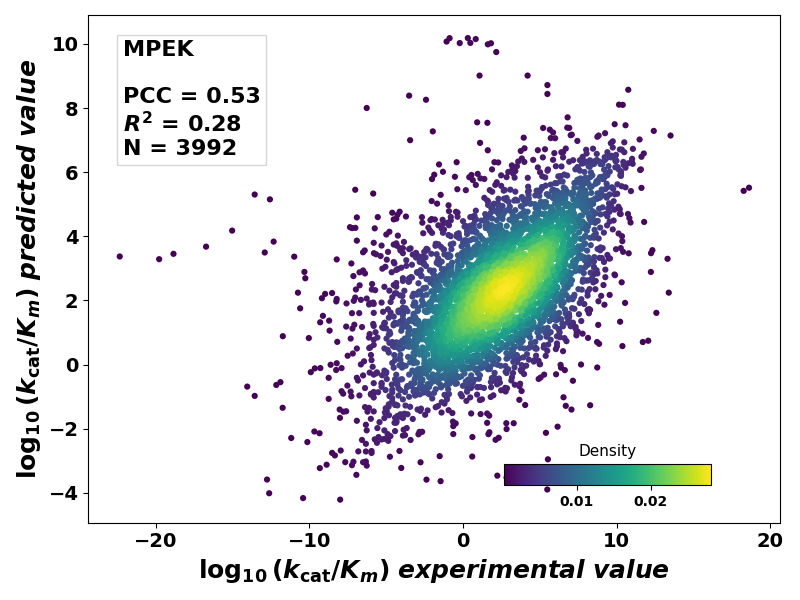 MPEK
PCC = 0.53
R² = 0.28
N = 3992
log₁₀(k_cat/K_m) predicted value
10
8
6
4
2
0
−2
−4
Density
0.01 0.02
−20 −10 0 10 20
log₁₀(k_cat/K_m) experimental value